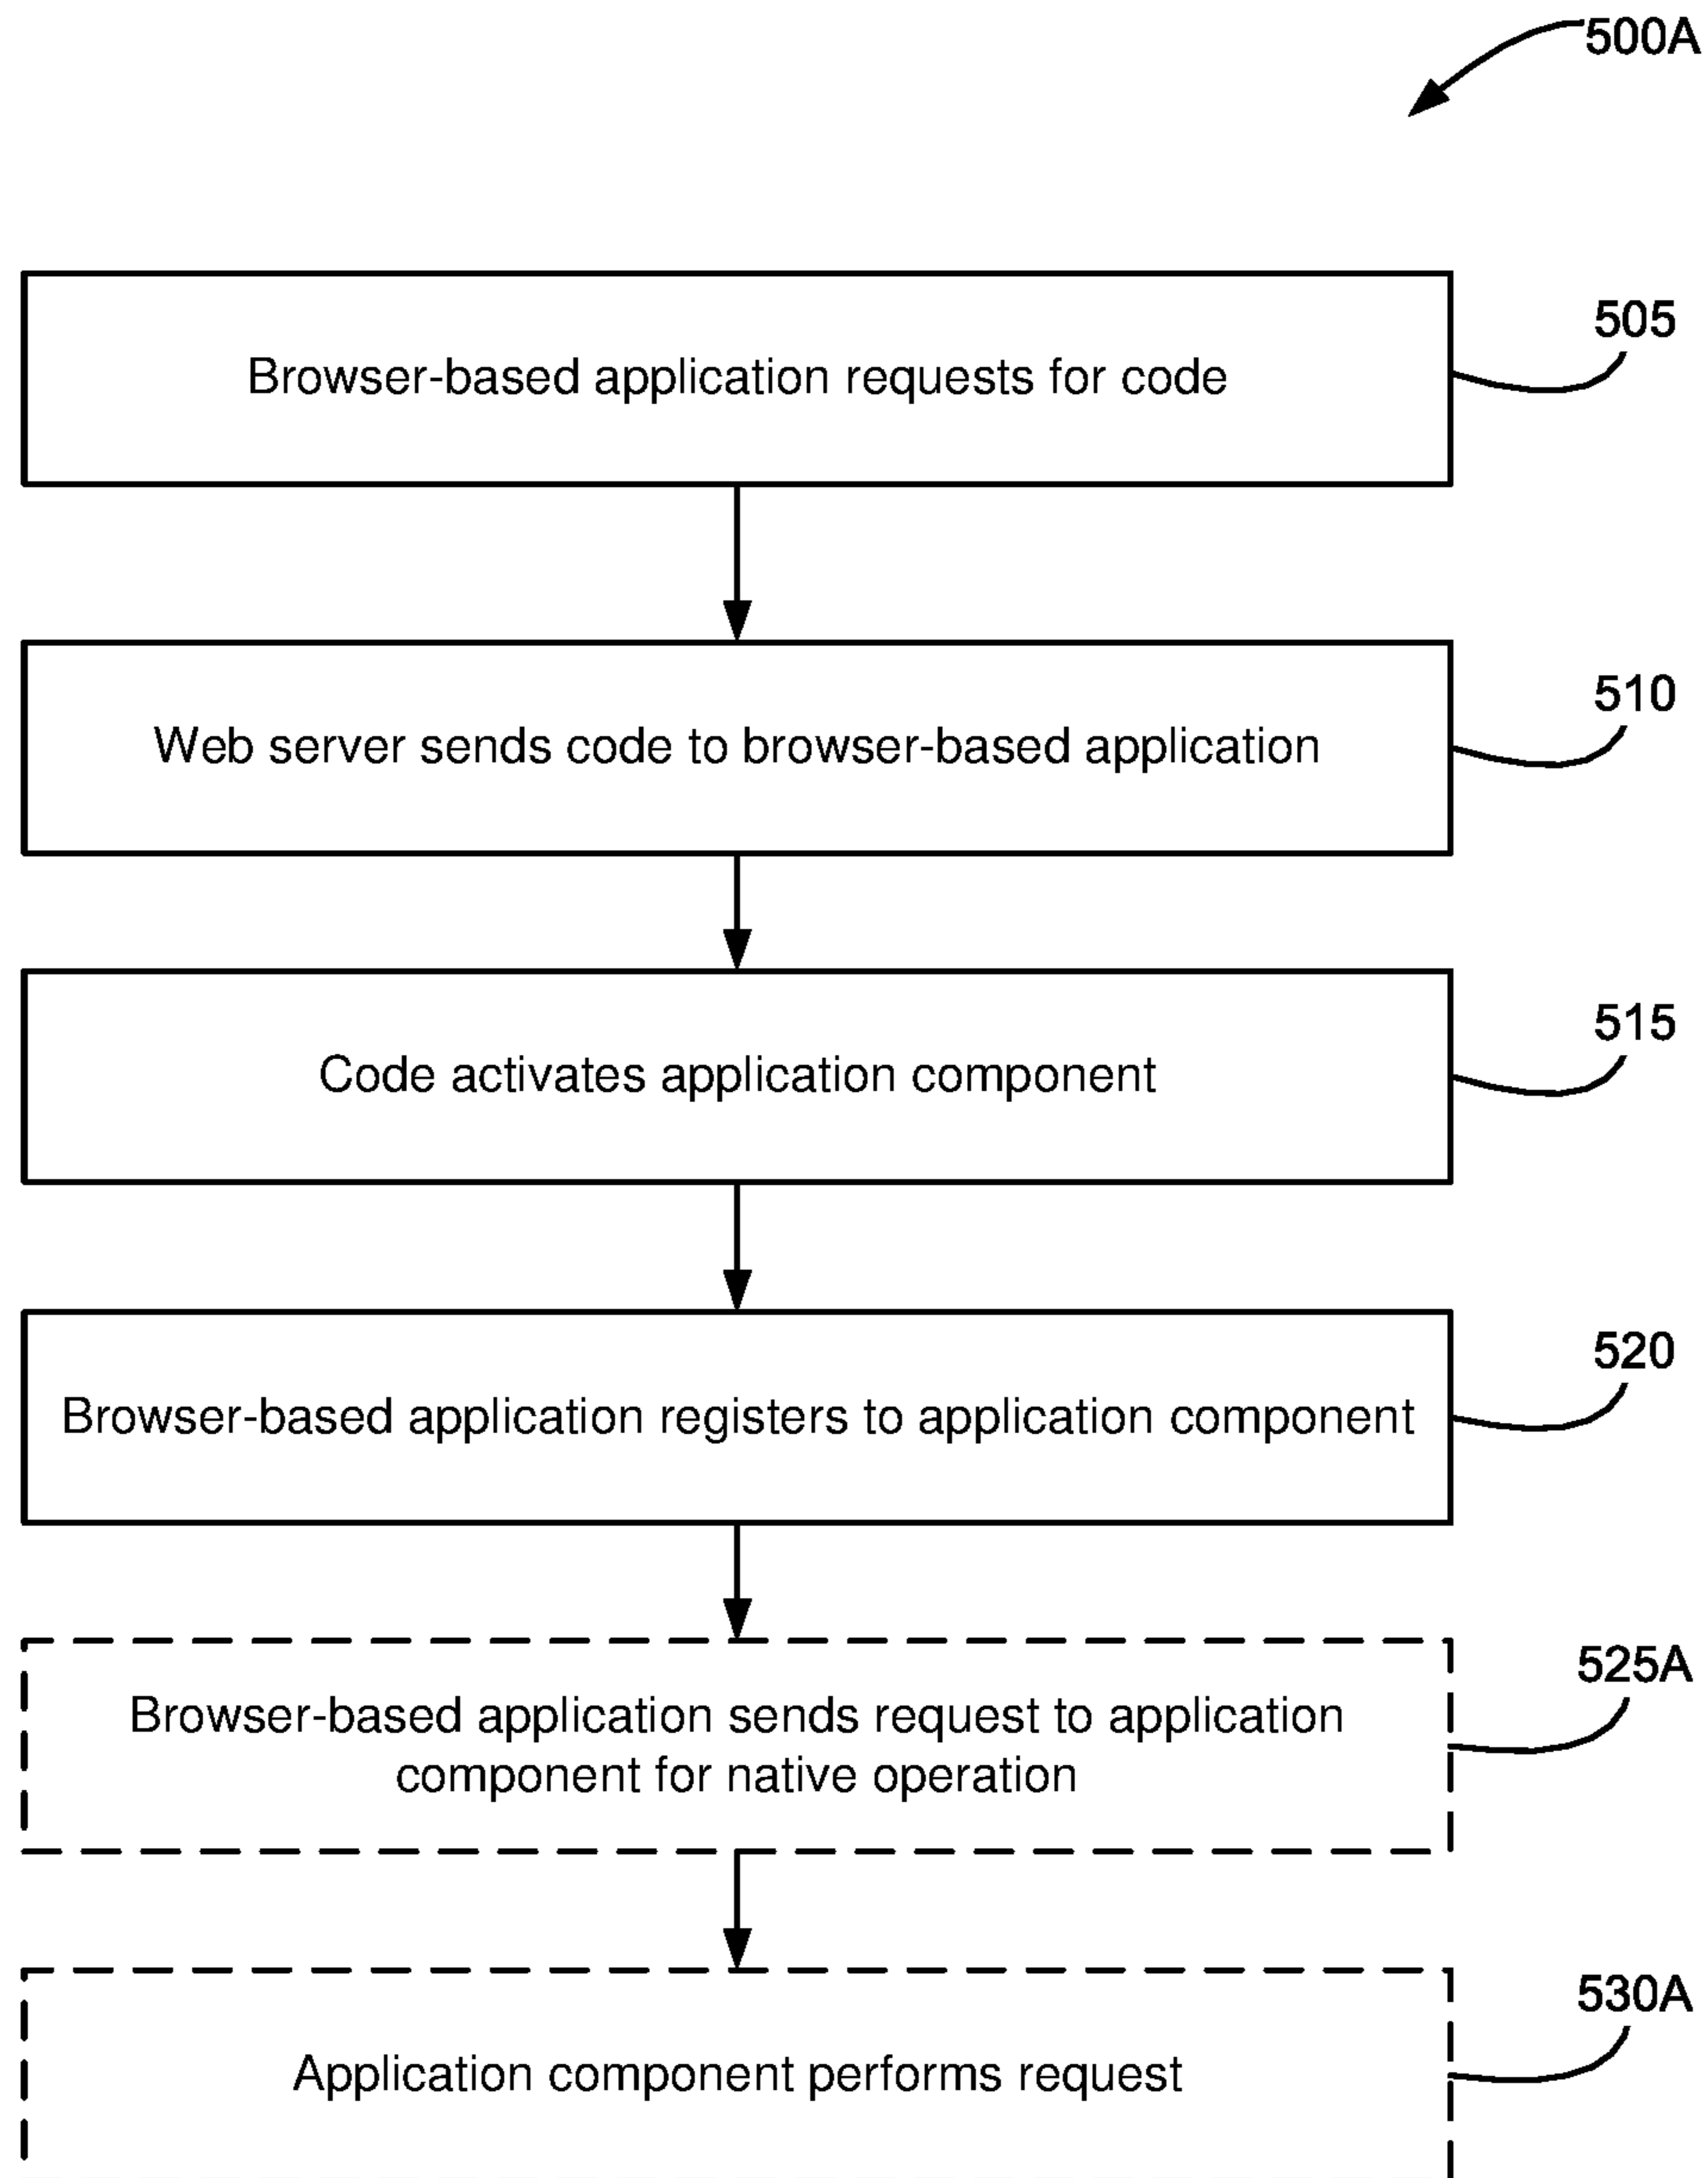 500A
Browser-based application requests for code
505
Web server sends code to browser-based application
510
Code activates application component
515
Browser-based application registers to application component
520
Browser-based application sends request to application
component for native operation
525A
Application component performs request
530A